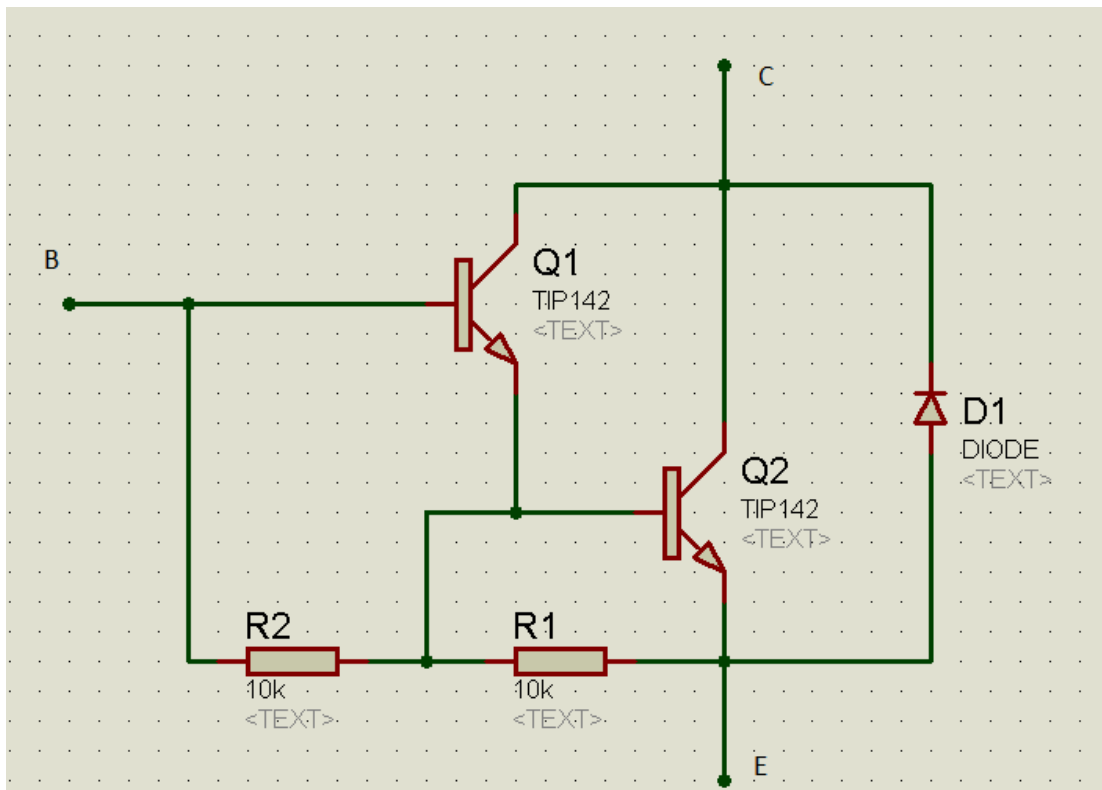 C
B
Q1
TIP142
<TEXT>
D1
DIODE
<TEXT>
Q2
TIP142
<TEXT>
R2
10k
<TEXT>
R1
10k
<TEXT>
E